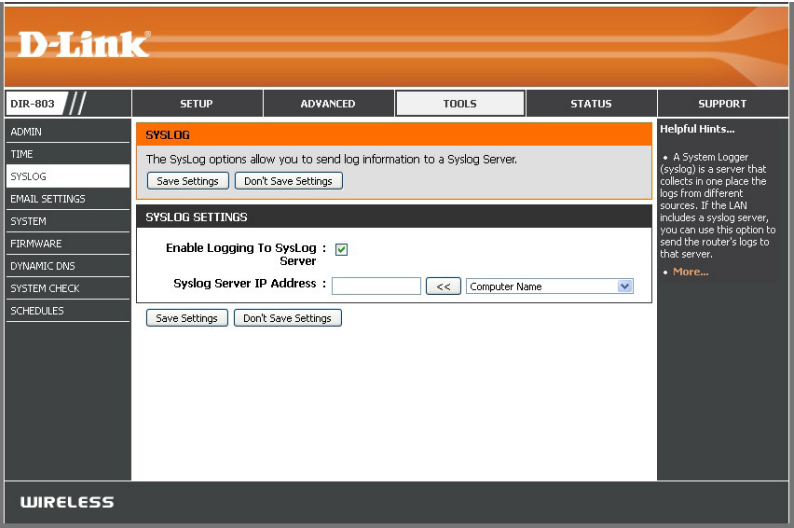 D-Link
DIR-803
SETUP
ADVANCED
TOOLS
STATUS
SUPPORT
ADMIN
TIME
SYSLOG
EMAIL SETTINGS
SYSTEM
FIRMWARE
DYNAMIC DNS
SYSTEM CHECK
SCHEDULES
SYSLOG
The SysLog options allow you to send log information to a Syslog Server.
Save Settings Don't Save Settings
SYSLOG SETTINGS
Enable Logging To SysLog :
Server
Syslog Server IP Address : << Computer Name
Save Settings Don't Save Settings
Helpful Hints...
• A System Logger
(syslog) is a server that
collects in one place the
logs from different
sources. If the LAN
includes a syslog server,
you can use this option to
send the router's logs to
that server.
• More...
WIRELESS